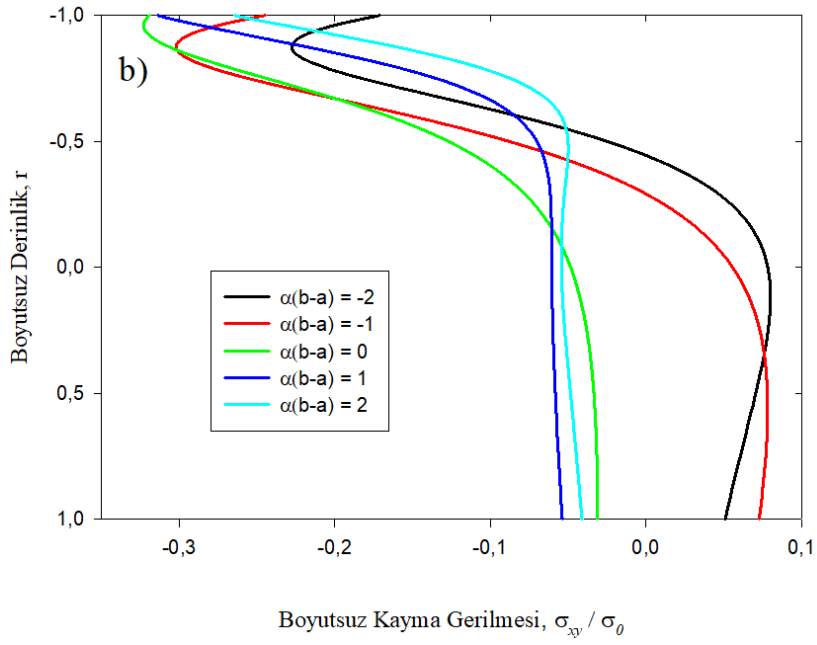 -1,0
b)
-0,5
0,0
0,5
1,0
Boyutsuz Derinlik, r
α(b-a) = -2
α(b-a) = -1
α(b-a) = 0
α(b-a) = 1
α(b-a) = 2
-0,3 -0,2 -0,1 0,0 0,1
Boyutsuz Kayma Gerilmesi, σxy / σ0